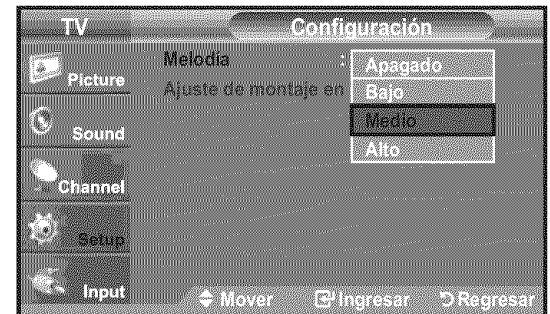 TV
Configuración
Picture
Sound
Channel
Setup
Input
Melodía :
Ajuste de montaje en
Apagado
Bajo
Medio
Alto
Mover
Ingresar
Regresar